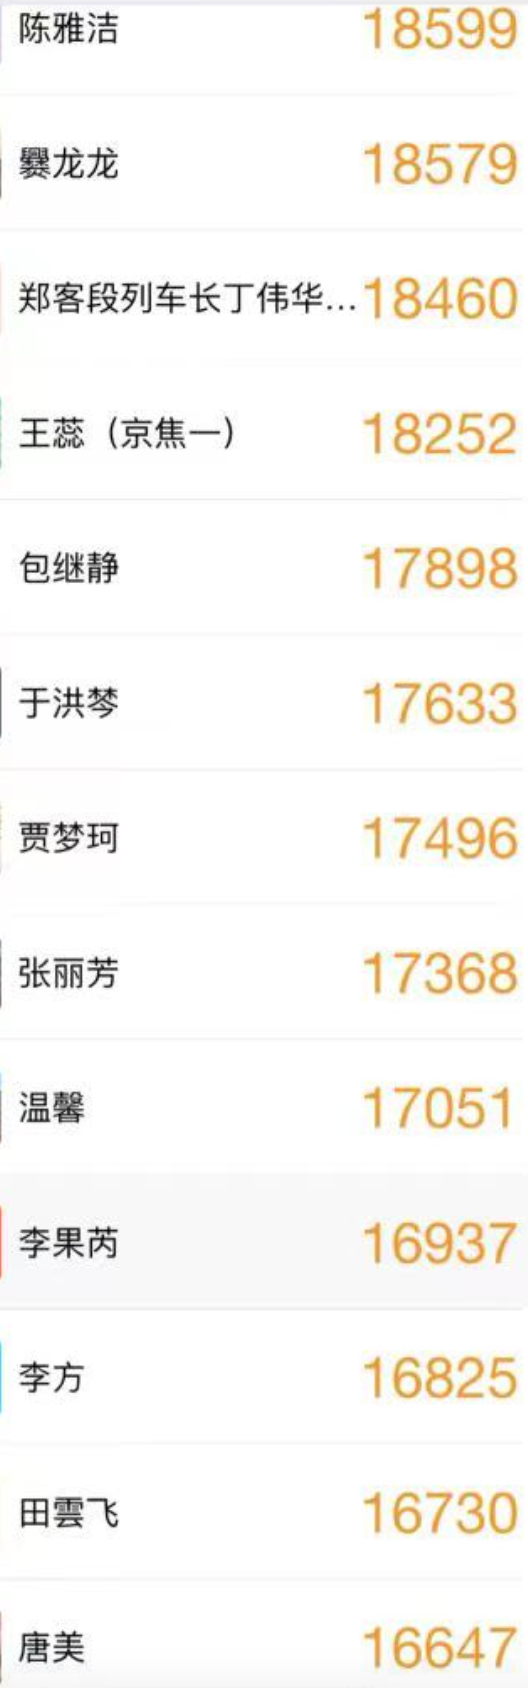 陈雅洁 18599
爨龙龙 18579
郑客段列车长丁伟华... 18460
王蕊（京焦一） 18252
包继静 17898
于洪琴 17633
贾梦珂 17496
张丽芳 17368
温馨 17051
李果芮 16937
李方 16825
田雲飞 16730
唐美 16647